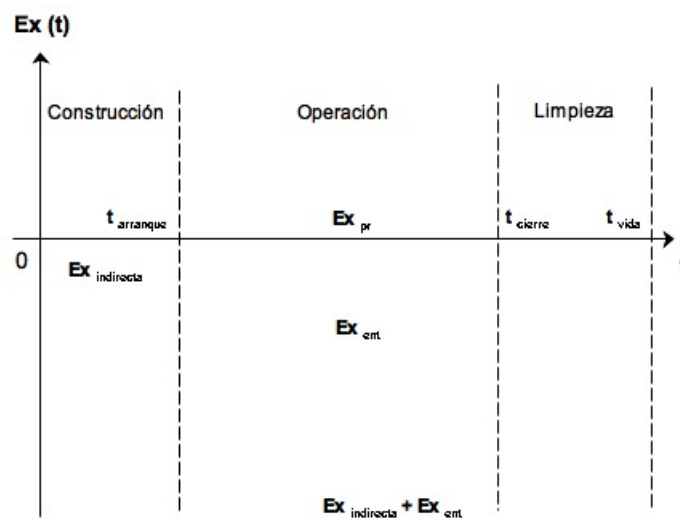 Ex (t)
Construcción Operación Limpieza
t arranque Ex pr t cierre t vida
0
Ex indirecta
Ex ent
Ex indirecta + Ex ent